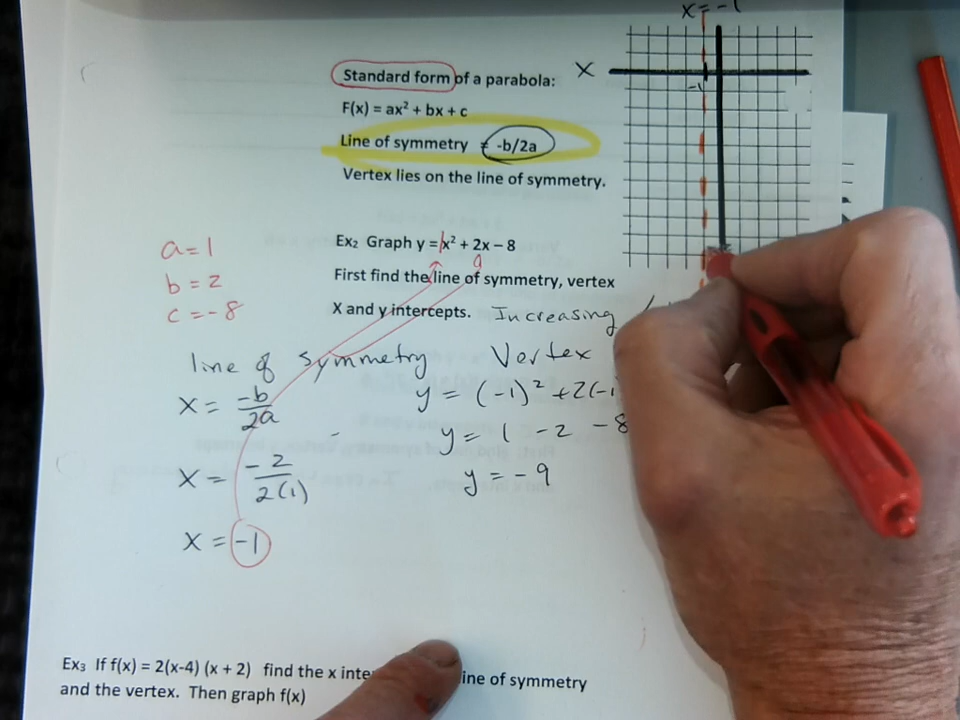 x = -1
Standard form of a parabola:
X
F(x) = ax² + bx + c
-1
Line of symmetry = -b/2a
Vertex lies on the line of symmetry.
a = 1
b = 2
c = -8
Ex2 Graph y = 1x² + 2x – 8
First find the line of symmetry, vertex
X and y intercepts. Increasing
line of symmetry
x = -b/2a
x = -2/2(1)
x = -1
Vertex
y = (-1)² + 2(-1
y = 1 - 2 - 8
y = -9
Ex3 If f(x) = 2(x-4) (x + 2) find the x inte ine of symmetry
and the vertex. Then graph f(x)